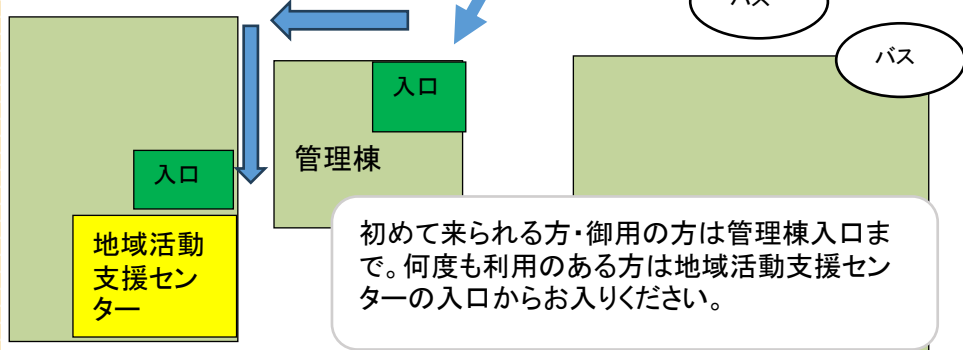 バス
バス
入口
管理棟
入口
地域活動
支援セン
ター
初めて来られる方・御用の方は管理棟入口ま
で。何度も利用のある方は地域活動支援セン
ターの入口からお入りください。